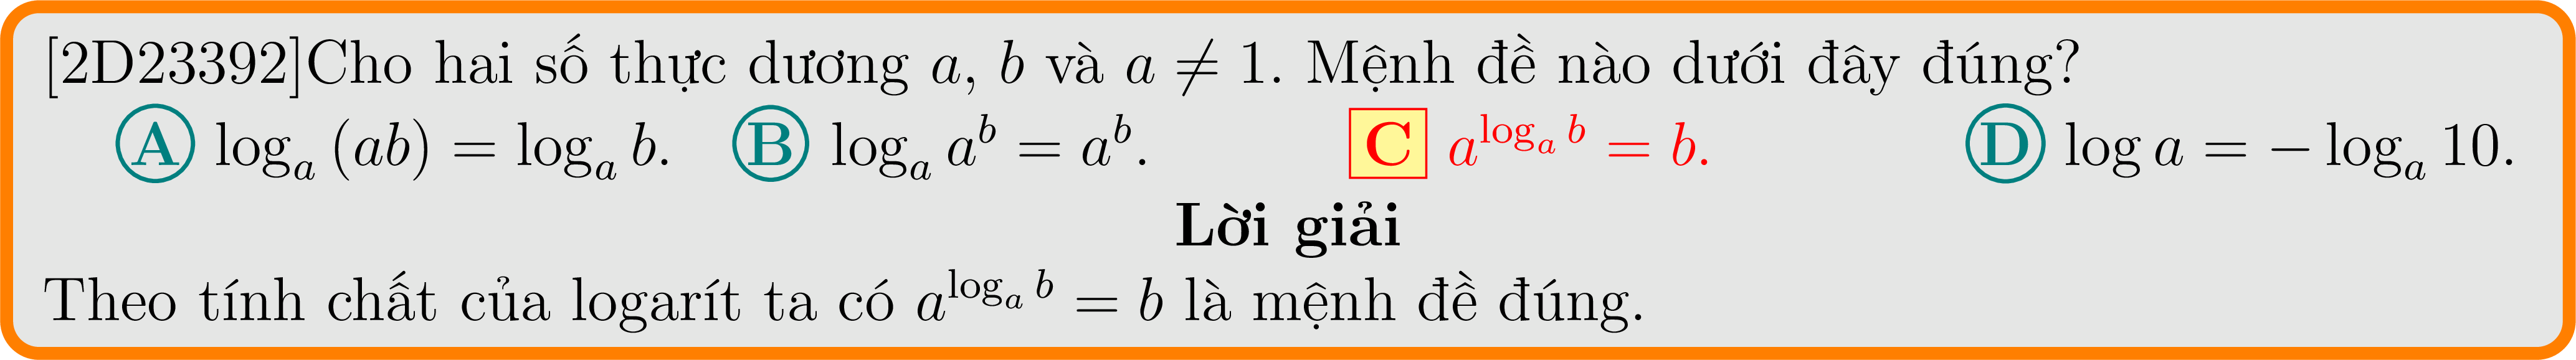 [2D23392]Cho hai số thực dương a, b và a ≠ 1. Mệnh đề nào dưới đây đúng?
A log_a (ab) = log_a b. B log_a a^b = a^b. C a^{log_a b} = b. D log a = − log_a 10.
Lời giải
Theo tính chất của logarít ta có a^{log_a b} = b là mệnh đề đúng.